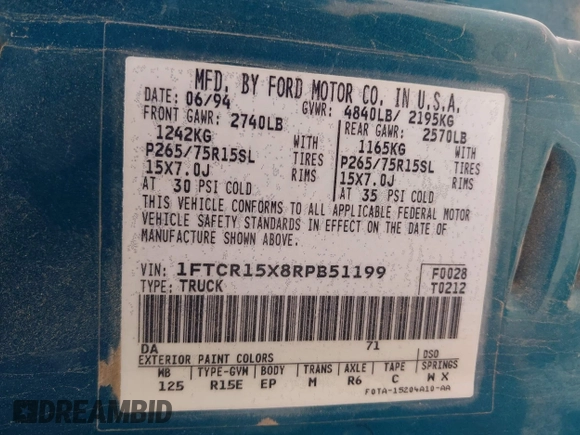 MFD. BY FORD MOTOR CO. IN U.S.A.
DATE: 06/94 GVWR: 4840LB/ 2195KG
FRONT GAWR: 2740LB REAR GAWR: 2570LB
1242KG WITH 1165KG WITH
P265/75R15SL TIRES P265/75R15SL TIRES
15X7.0J RIMS 15X7.0J RIMS
AT 30 PSI COLD AT 35 PSI COLD
THIS VEHICLE CONFORMS TO ALL APPLICABLE FEDERAL MOTOR
VEHICLE SAFETY STANDARDS IN EFFECT ON THE DATE OF
MANUFACTURE SHOWN ABOVE.
VIN: 1FTCR15X8RPB51199 F0028
TYPE: TRUCK T0212
DA 71
EXTERIOR PAINT COLORS DSO
WB TYPE-GVM BODY TRANS AXLE TAPE SPRINGS
125 R15E EP M R6 C W X
F0TA-15204A10-AA
DREAMBID